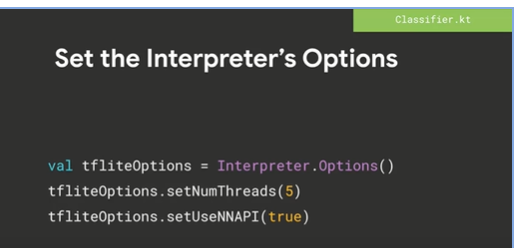 Classifier.kt
Set the Interpreter's Options
val tfliteOptions = Interpreter.Options()
tfliteOptions.setNumThreads(5)
tfliteOptions.setUseNNAPI(true)